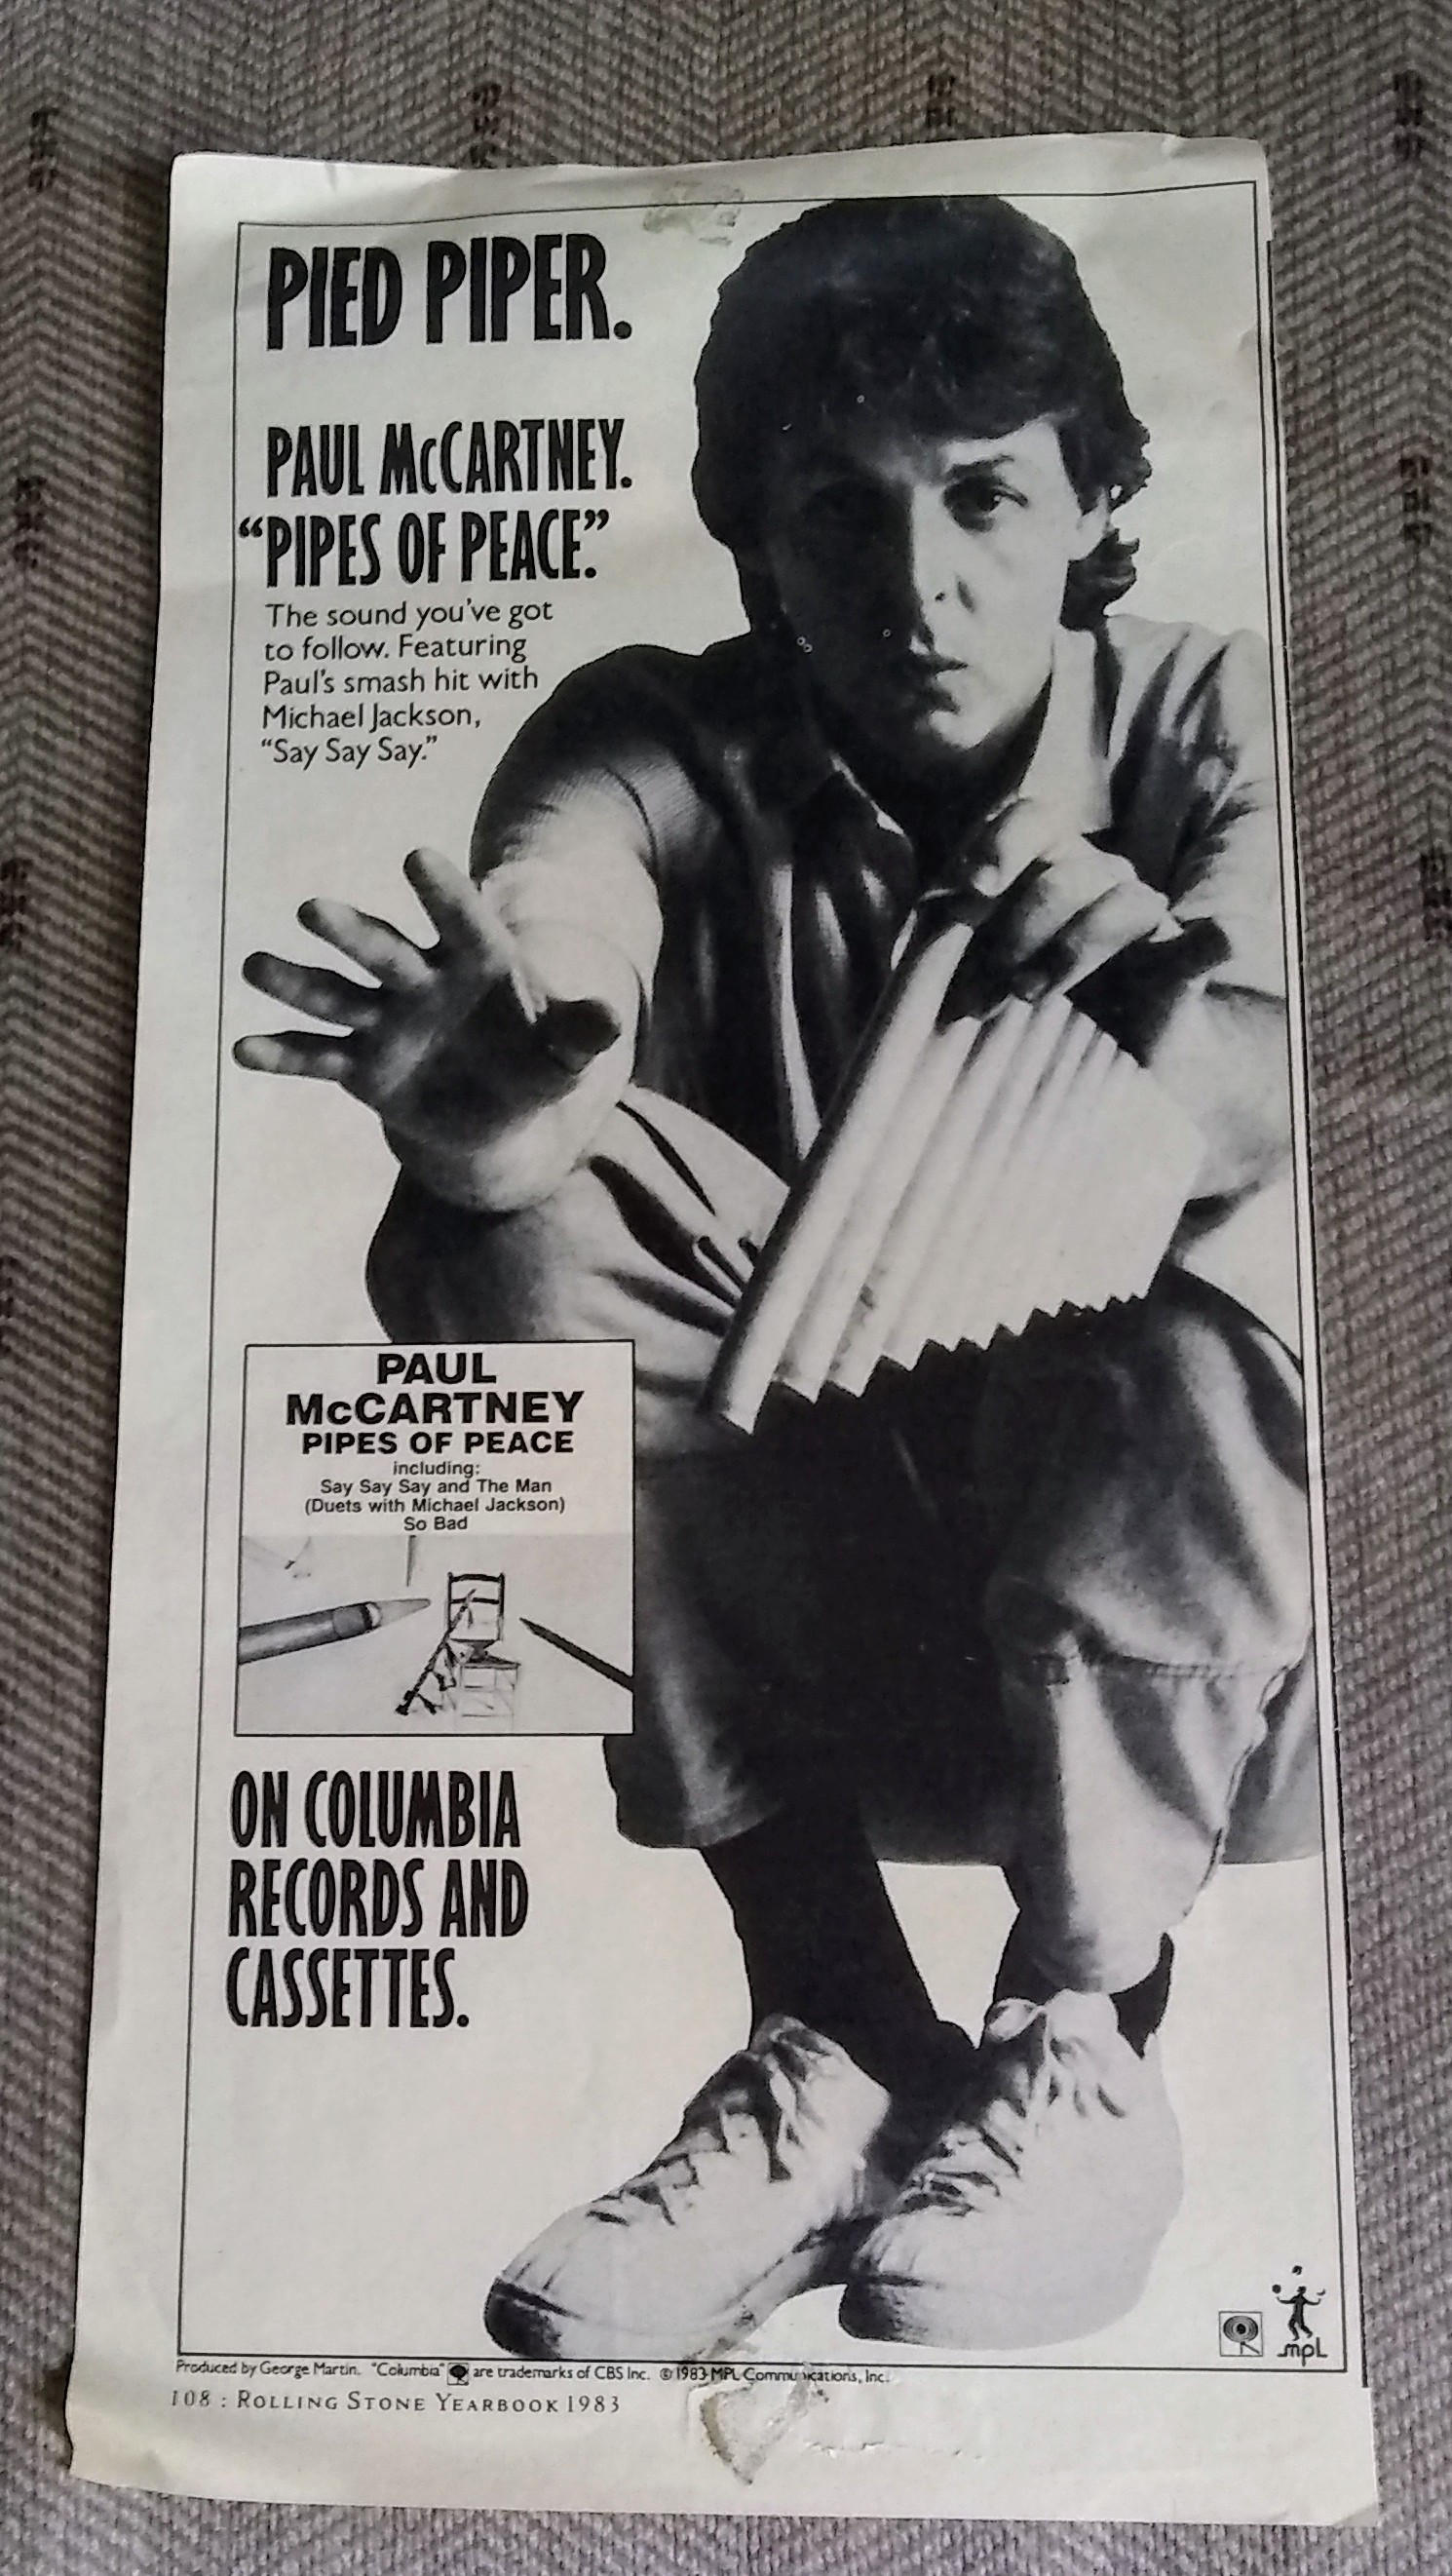 PIED PIPER.
PAUL McCARTNEY.
“PIPES OF PEACE.”
The sound you've got
to follow. Featuring
Paul's smash hit with
Michael Jackson,
“Say Say Say.”
PAUL
McCARTNEY
PIPES OF PEACE
including:
Say Say Say and The Man
(Duets with Michael Jackson)
So Bad
ON COLUMBIA
RECORDS AND
CASSETTES.
mpL
Produced by George Martin. "Columbia" are trademarks of CBS Inc. © 1983 MPL Communications, Inc.
108 : ROLLING STONE YEARBOOK 1983